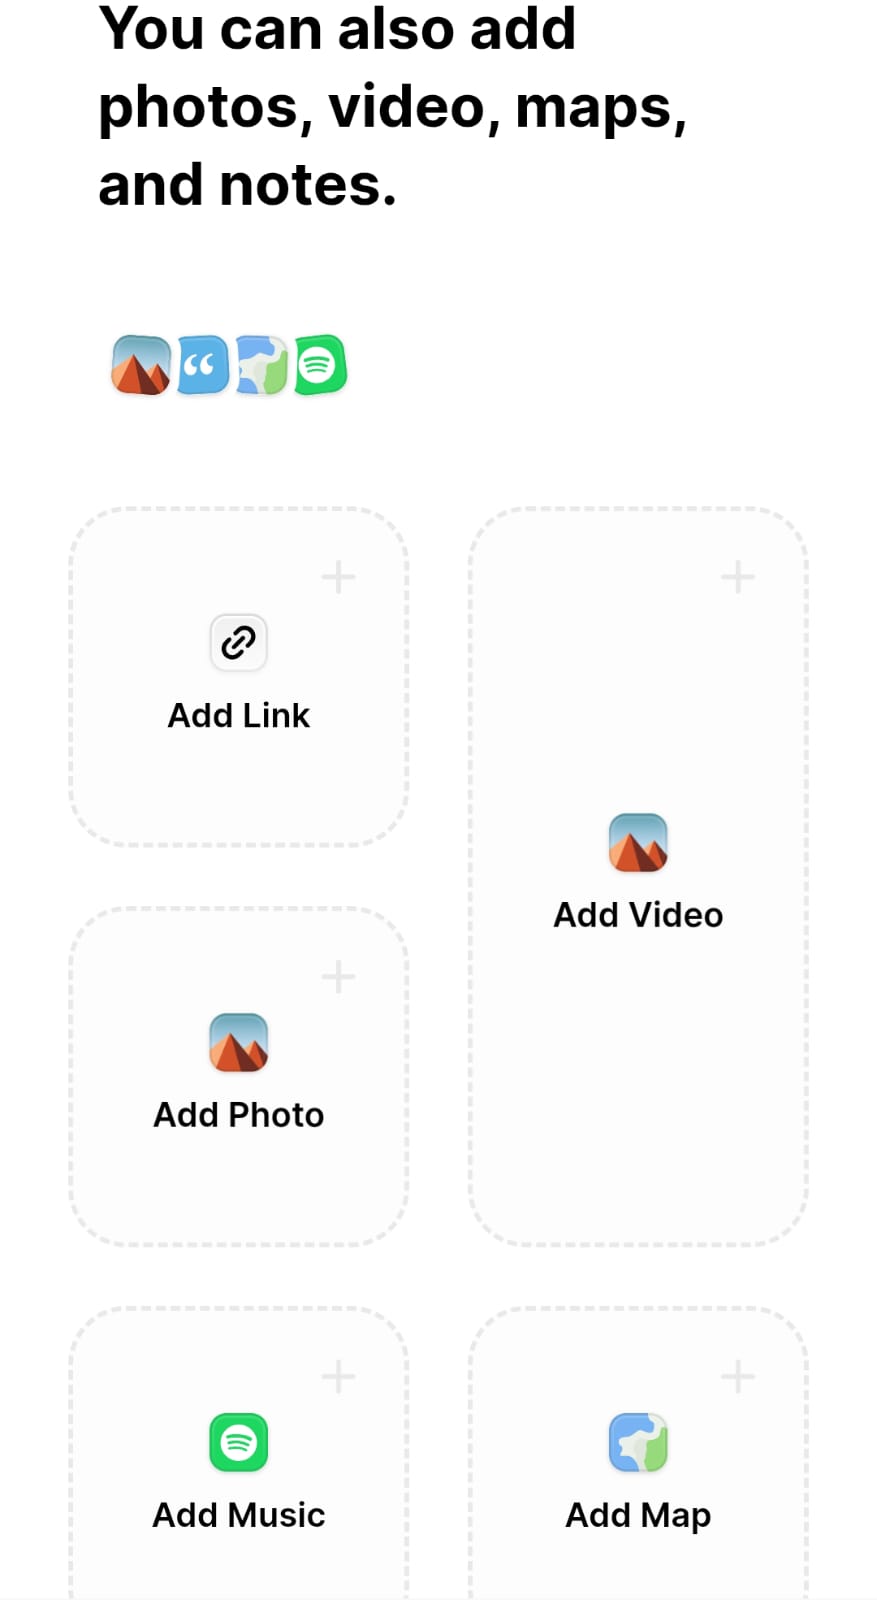 You can also add
photos, video, maps,
and notes.
Add Link
Add Video
Add Photo
Add Music
Add Map